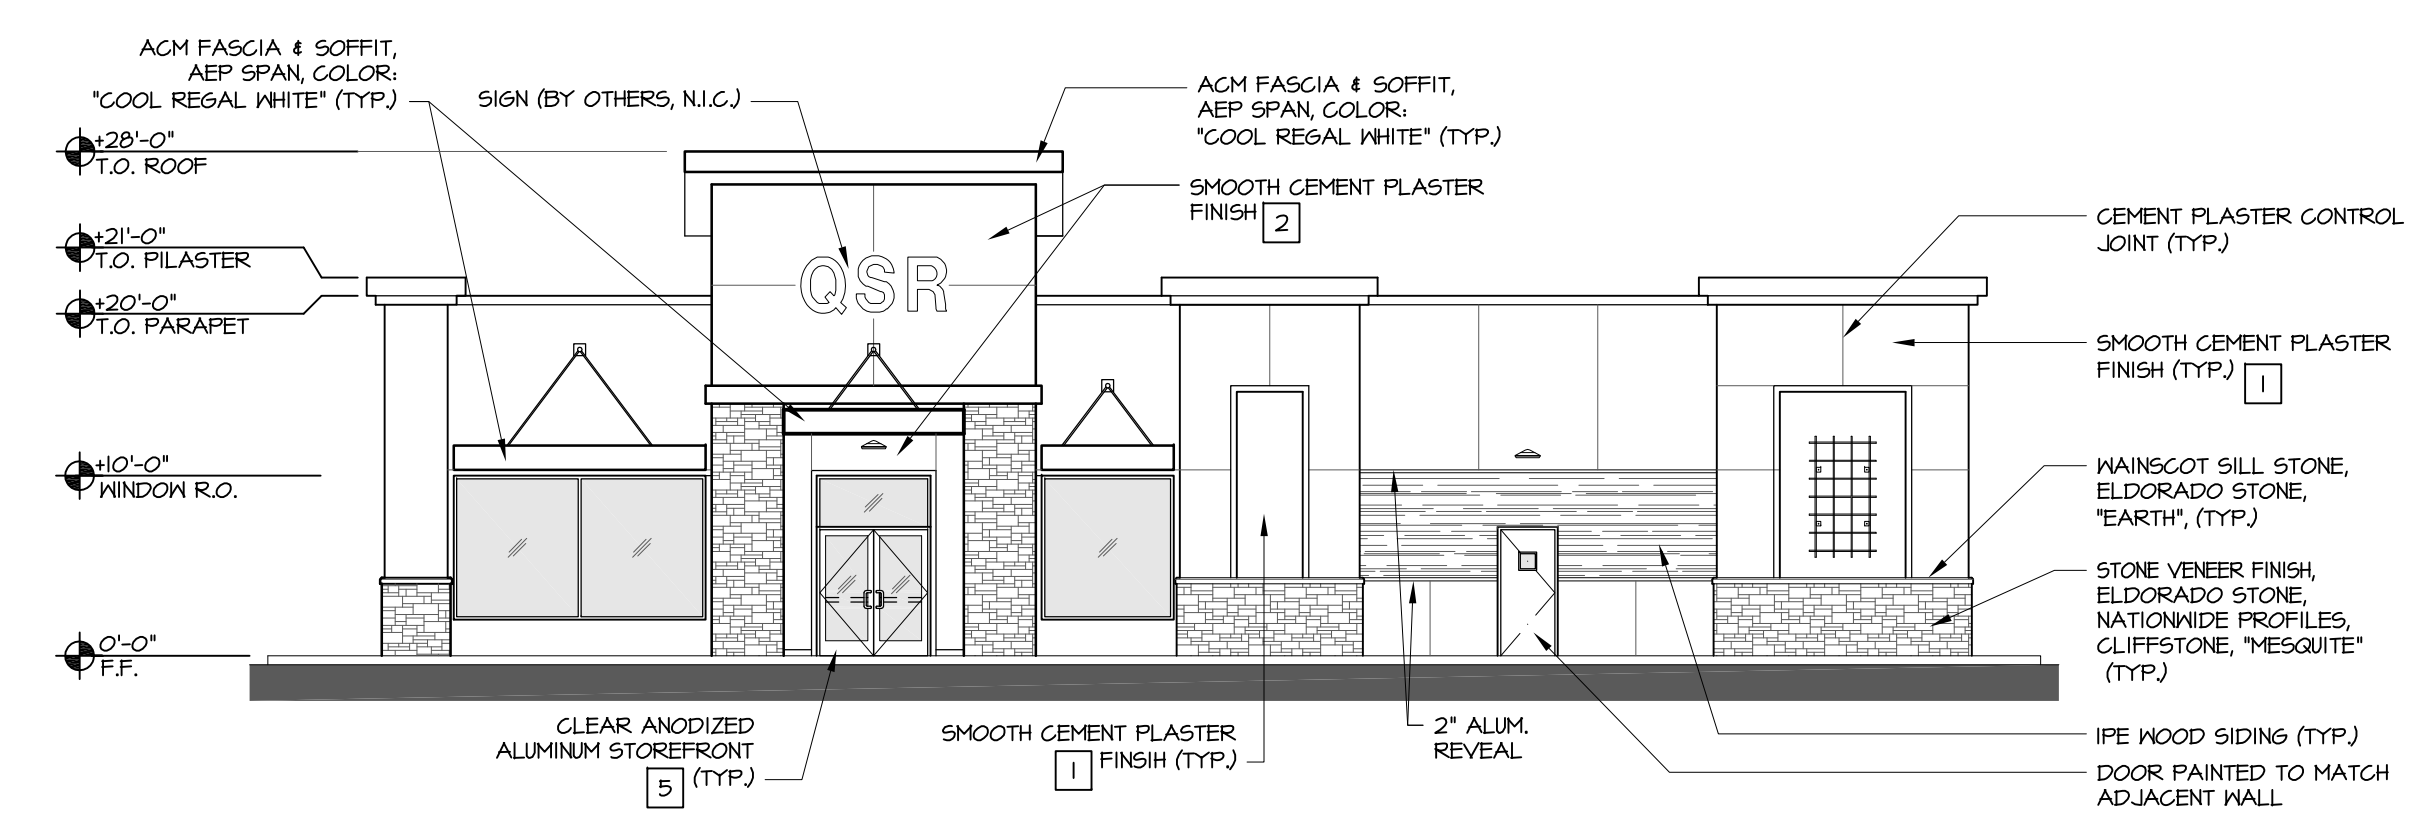 ACM FASCIA & SOFFIT,
AEP SPAN, COLOR:
"COOL REGAL WHITE" (TYP.)
SIGN (BY OTHERS, N.I.C.)
ACM FASCIA & SOFFIT,
AEP SPAN, COLOR:
"COOL REGAL WHITE" (TYP.)
+28'-0"
T.O. ROOF
SMOOTH CEMENT PLASTER
FINISH 2
+21'-0"
T.O. PILASTER
CEMENT PLASTER CONTROL
JOINT (TYP.)
QSR
+20'-0"
T.O. PARAPET
SMOOTH CEMENT PLASTER
FINISH (TYP.) 1
+10'-0"
WINDOW R.O.
WAINSCOT SILL STONE,
ELDORADO STONE,
"EARTH", (TYP.)
STONE VENEER FINISH,
ELDORADO STONE,
NATIONWIDE PROFILES,
CLIFFSTONE, "MESQUITE"
(TYP.)
0'-0"
F.F.
CLEAR ANODIZED
ALUMINUM STOREFRONT
5 (TYP.)
SMOOTH CEMENT PLASTER
1 FINSIH (TYP.)
2" ALUM.
REVEAL
IPE WOOD SIDING (TYP.)
DOOR PAINTED TO MATCH
ADJACENT WALL